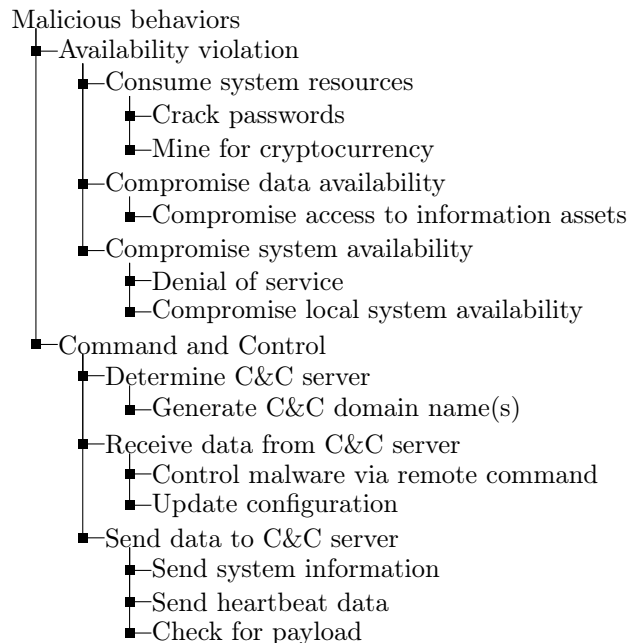 Malicious behaviors
Availability violation
Consume system resources
Crack passwords
Mine for cryptocurrency
Compromise data availability
Compromise access to information assets
Compromise system availability
Denial of service
Compromise local system availability
Command and Control
Determine C&C server
Generate C&C domain name(s)
Receive data from C&C server
Control malware via remote command
Update configuration
Send data to C&C server
Send system information
Send heartbeat data
Check for payload